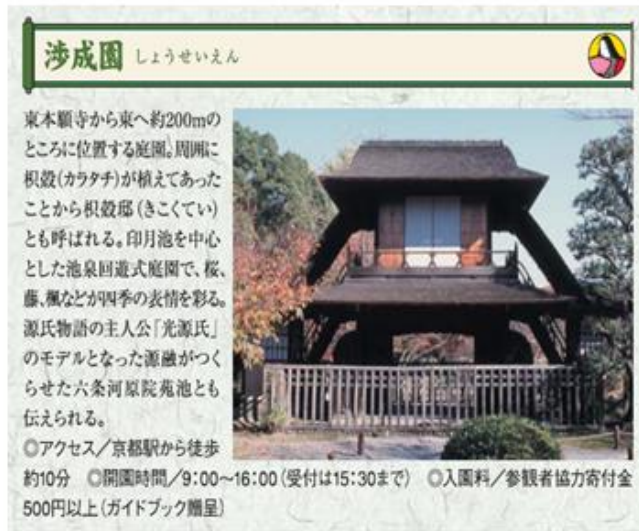 渉成園 しょうせいえん
東本願寺から東へ約200mの
ところに位置する庭園。周囲に
枳殻(カラタチ)が植えてあった
ことから枳殻邸(きこくてい)
とも呼ばれる。印月池を中心
とした池泉回遊式庭園で、桜、
藤、楓などが四季の表情を彩る。
源氏物語の主人公「光源氏」
のモデルとなった源融がつく
らせた六条河原院苑池とも
伝えられる。
◎アクセス/京都駅から徒歩
約10分 ◎開園時間/9:00~16:00(受付は15:30まで) ◎入園料/参観者協力寄付金
500円以上(ガイドブック贈呈)